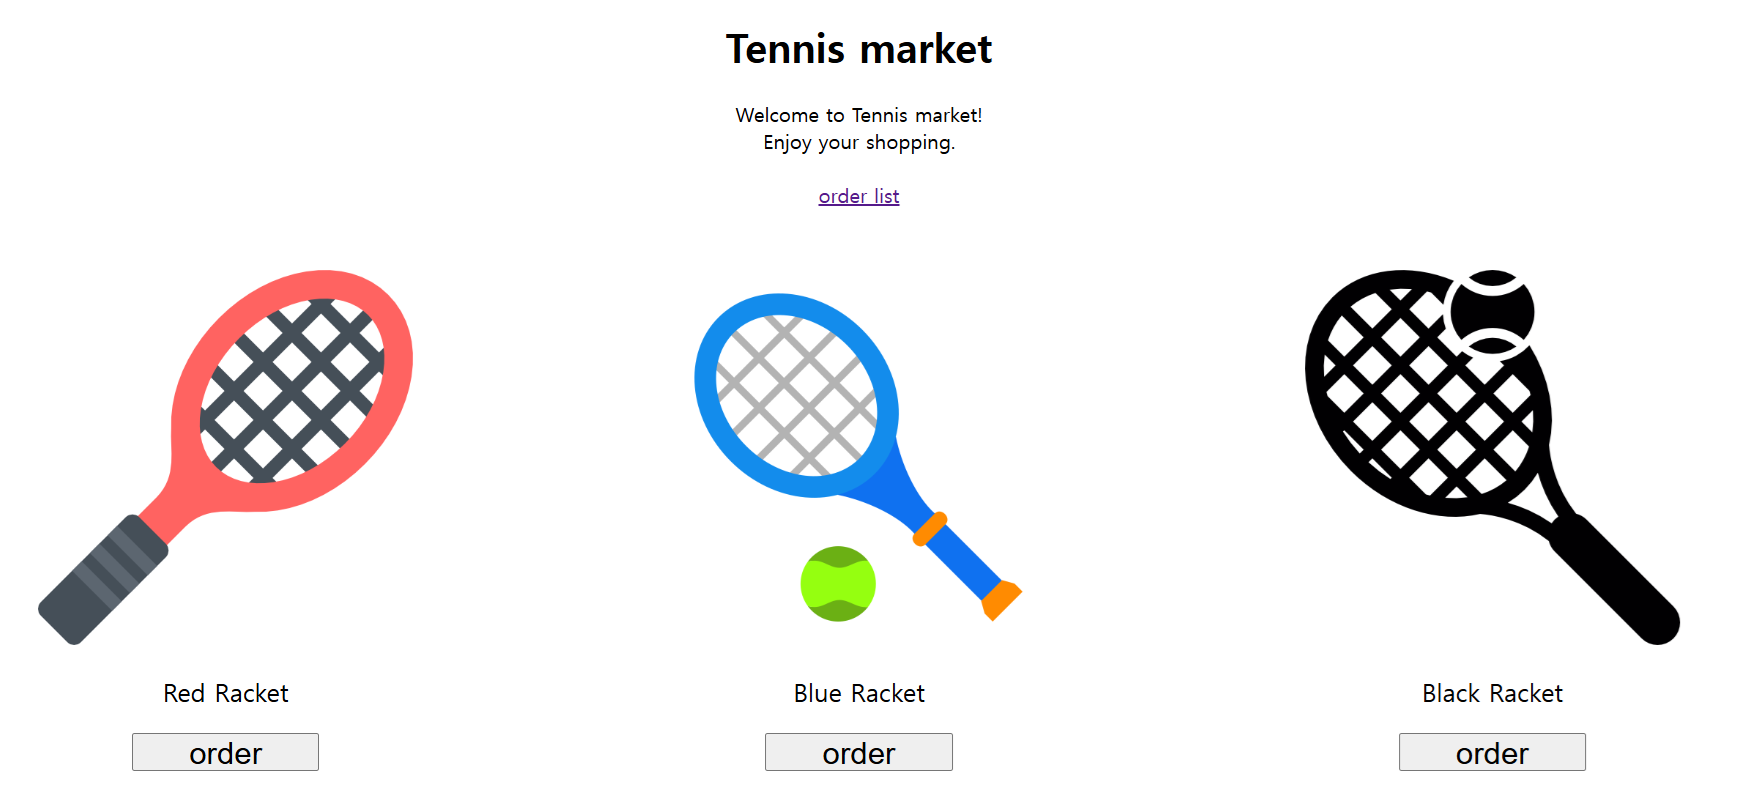 Tennis market
Welcome to Tennis market!
Enjoy your shopping.
order list
Red Racket
Blue Racket
Black Racket
order
order
order